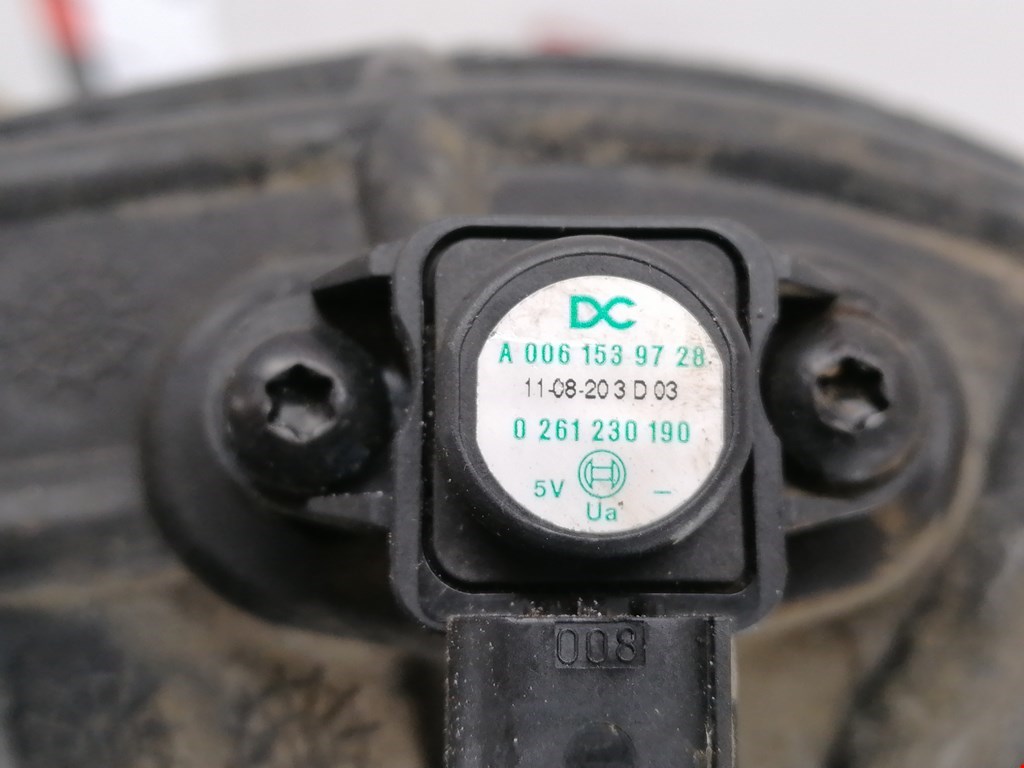 DC
A 006 153 97 28
11-08-20 3 D 03
0 261 230 190
5V –
Ua
008